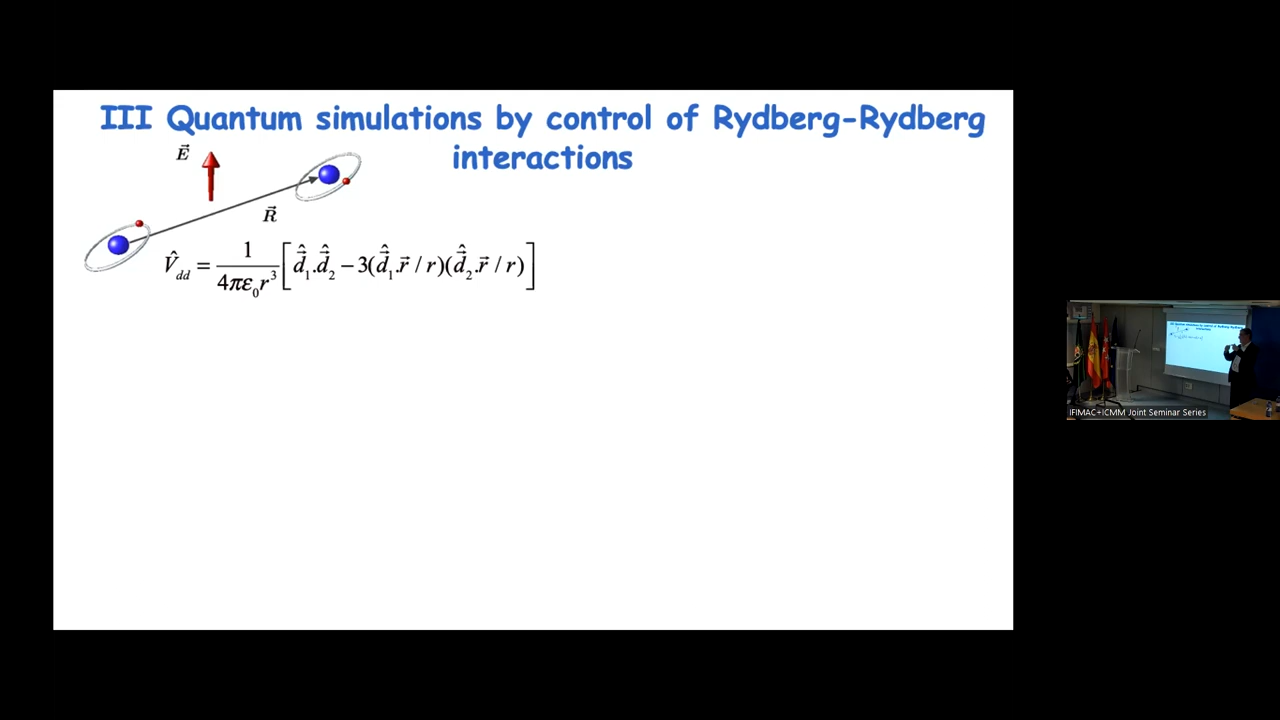 III Quantum simulations by control of Rydberg-Rydberg
interactions
E⃗
R⃗
V̂_dd = 1 / 4πε₀r³ [ d̂⃗₁.d̂⃗₂ − 3(d̂⃗₁.r⃗ / r)(d̂⃗₂.r⃗ / r) ]
IFIMAC+ICMM Joint Seminar Series